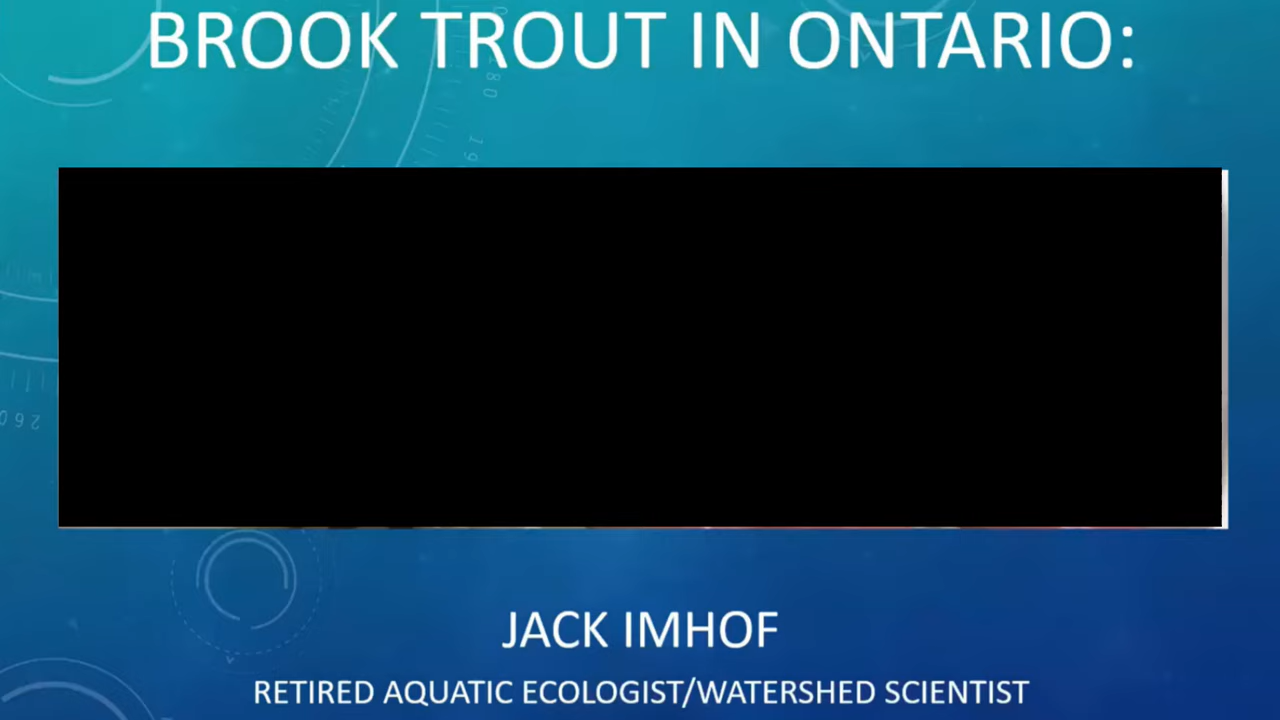 BROOK TROUT IN ONTARIO:
JACK IMHOF
RETIRED AQUATIC ECOLOGIST/WATERSHED SCIENTIST